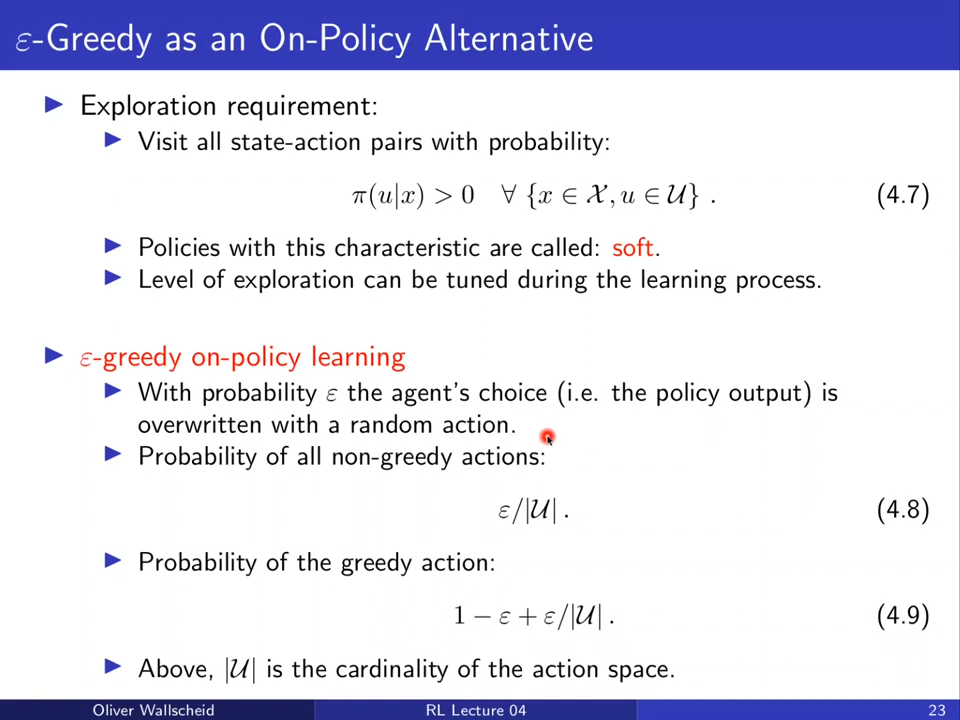 ε-Greedy as an On-Policy Alternative
Exploration requirement:
Visit all state-action pairs with probability:
π(u|x) > 0 ∀ {x ∈ 𝒳, u ∈ 𝒰} . (4.7)
Policies with this characteristic are called: soft.
Level of exploration can be tuned during the learning process.
ε-greedy on-policy learning
With probability ε the agent's choice (i.e. the policy output) is
overwritten with a random action.
Probability of all non-greedy actions:
ε/|𝒰| . (4.8)
Probability of the greedy action:
1 − ε + ε/|𝒰| . (4.9)
Above, |𝒰| is the cardinality of the action space.
Oliver Wallscheid RL Lecture 04 23